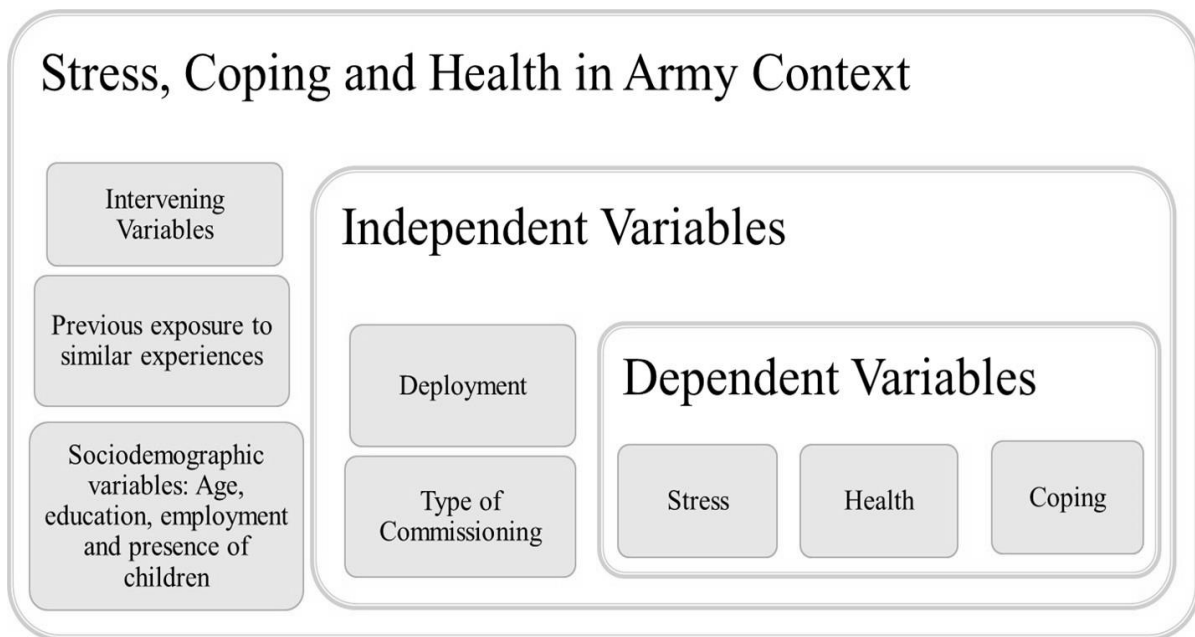 Stress, Coping and Health in Army Context
Intervening
Variables
Previous exposure to
similar experiences
Sociodemographic
variables: Age,
education, employment
and presence of
children
Independent Variables
Deployment
Type of
Commissioning
Dependent Variables
Stress
Health
Coping